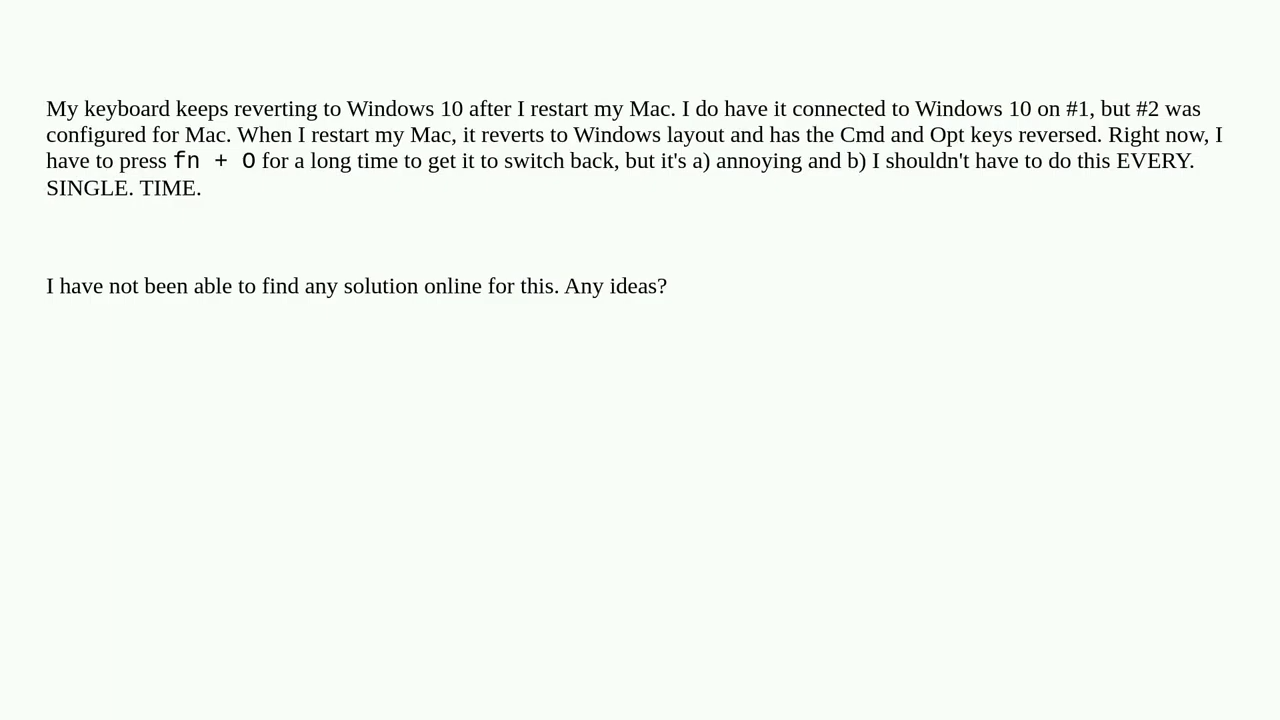 My keyboard keeps reverting to Windows 10 after I restart my Mac. I do have it connected to Windows 10 on #1, but #2 was
configured for Mac. When I restart my Mac, it reverts to Windows layout and has the Cmd and Opt keys reversed. Right now, I
have to press fn + O for a long time to get it to switch back, but it's a) annoying and b) I shouldn't have to do this EVERY.
SINGLE. TIME.
I have not been able to find any solution online for this. Any ideas?